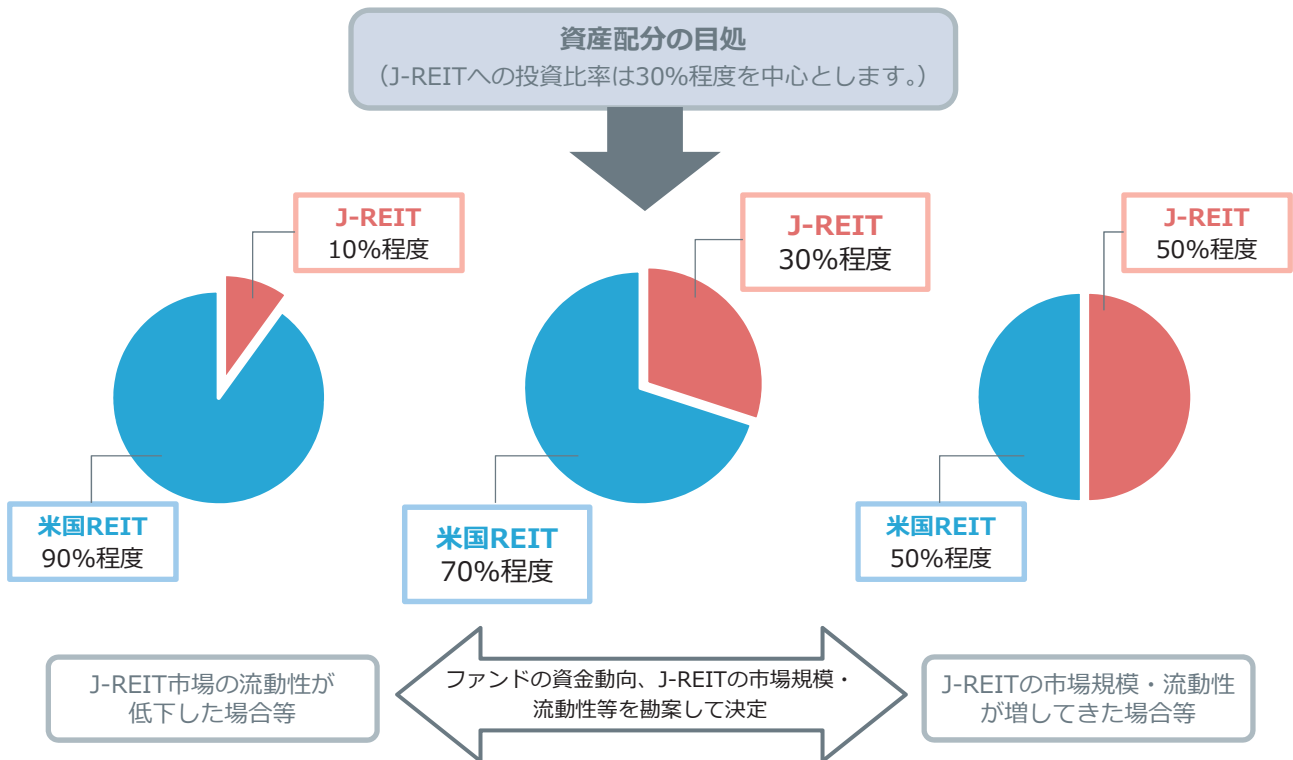 資産配分の目処
（J-REITへの投資比率は30%程度を中心とします。）
J-REIT
10%程度
J-REIT
30%程度
J-REIT
50%程度
米国REIT
90%程度
米国REIT
70%程度
米国REIT
50%程度
J-REIT市場の流動性が
低下した場合等
ファンドの資金動向、J-REITの市場規模・
流動性等を勘案して決定
J-REITの市場規模・流動性
が増してきた場合等